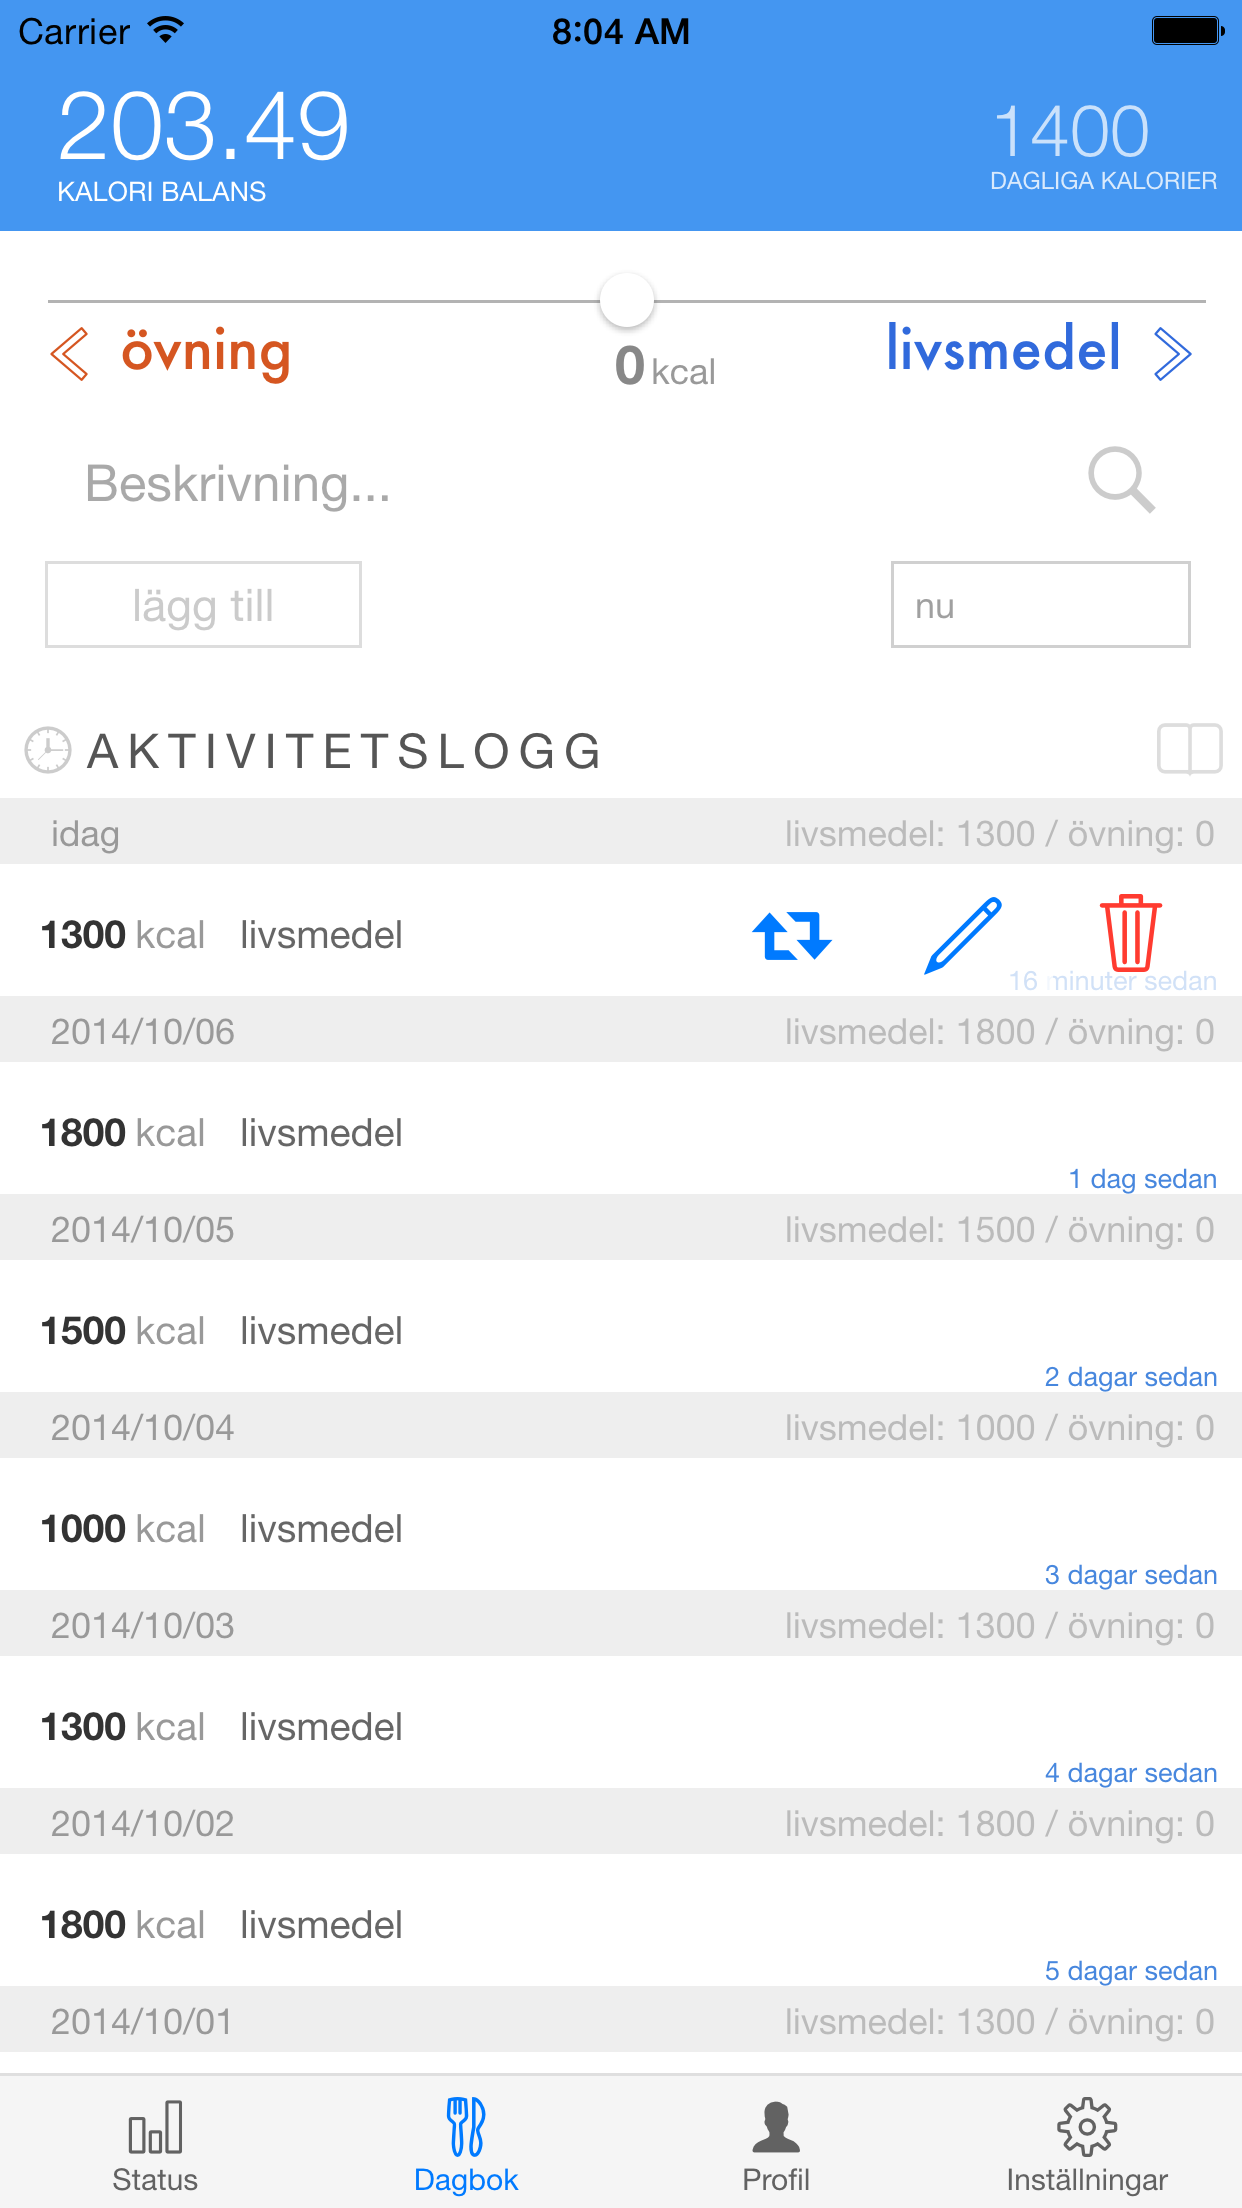 Carrier 8:04 AM
203.49 1400
KALORI BALANS DAGLIGA KALORIER
övning 0 kcal livsmedel
Beskrivning...
lägg till nu
AKTIVITETSLOGG
idag livsmedel: 1300 / övning: 0
1300 kcal livsmedel
16 minuter sedan
2014/10/06 livsmedel: 1800 / övning: 0
1800 kcal livsmedel
1 dag sedan
2014/10/05 livsmedel: 1500 / övning: 0
1500 kcal livsmedel
2 dagar sedan
2014/10/04 livsmedel: 1000 / övning: 0
1000 kcal livsmedel
3 dagar sedan
2014/10/03 livsmedel: 1300 / övning: 0
1300 kcal livsmedel
4 dagar sedan
2014/10/02 livsmedel: 1800 / övning: 0
1800 kcal livsmedel
5 dagar sedan
2014/10/01 livsmedel: 1300 / övning: 0
Status Dagbok Profil Inställningar